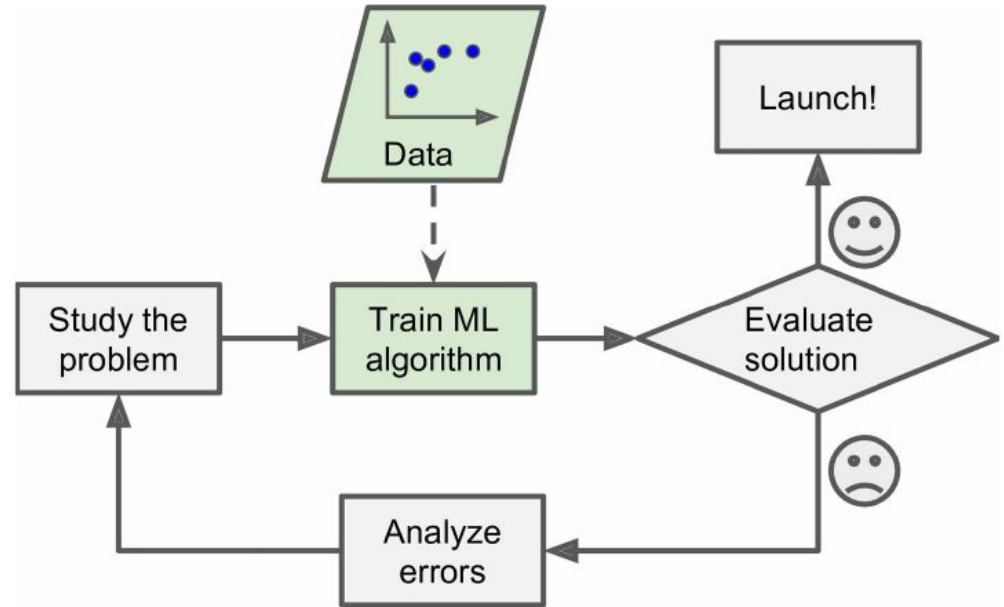 Data
Launch!
Study the
problem
Train ML
algorithm
Evaluate
solution
Analyze
errors